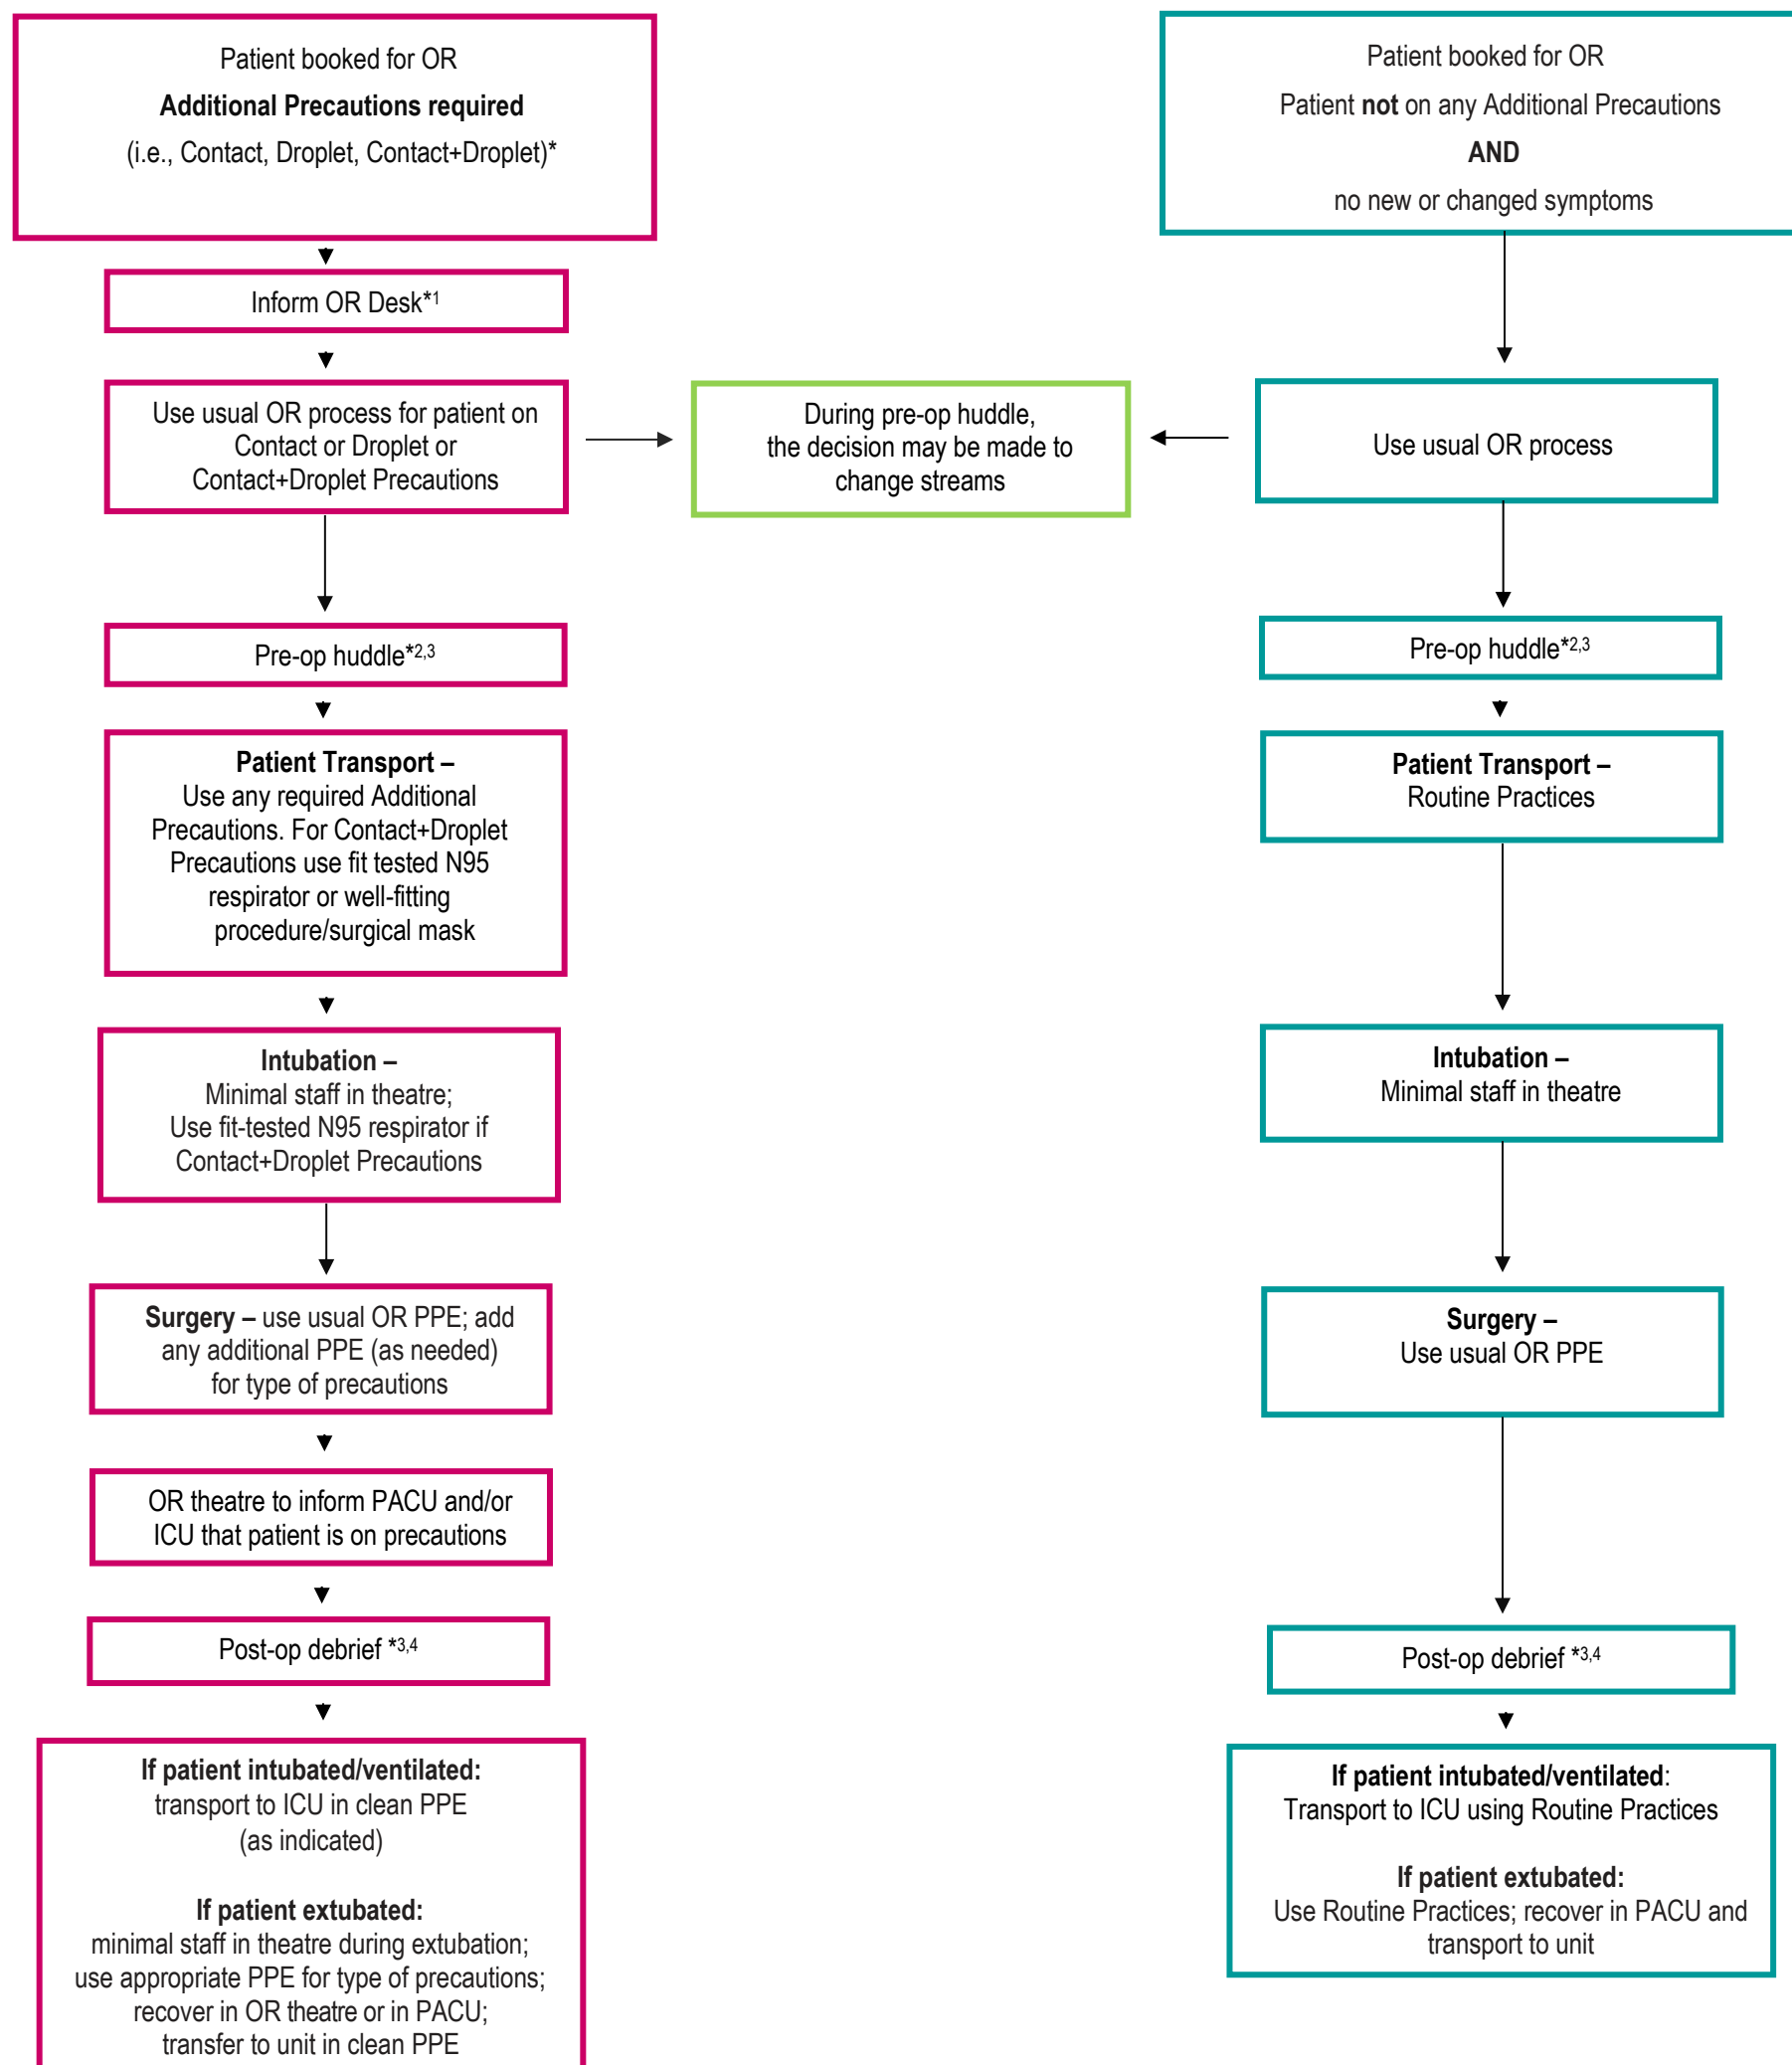 Patient booked for OR
Additional Precautions required
(i.e., Contact, Droplet, Contact+Droplet)*
Inform OR Desk*1
Use usual OR process for patient on
Contact or Droplet or
Contact+Droplet Precautions
Pre-op huddle*2,3
Patient Transport –
Use any required Additional
Precautions. For Contact+Droplet
Precautions use fit tested N95
respirator or well-fitting
procedure/surgical mask
Intubation –
Minimal staff in theatre;
Use fit-tested N95 respirator if
Contact+Droplet Precautions
Surgery – use usual OR PPE; add
any additional PPE (as needed)
for type of precautions
OR theatre to inform PACU and/or
ICU that patient is on precautions
Post-op debrief *3,4
If patient intubated/ventilated:
transport to ICU in clean PPE
(as indicated)
If patient extubated:
minimal staff in theatre during extubation;
use appropriate PPE for type of precautions;
recover in OR theatre or in PACU;
transfer to unit in clean PPE
During pre-op huddle,
the decision may be made to
change streams
Patient booked for OR
Patient not on any Additional Precautions
AND
no new or changed symptoms
Use usual OR process
Pre-op huddle*2,3
Patient Transport –
Routine Practices
Intubation –
Minimal staff in theatre
Surgery –
Use usual OR PPE
Post-op debrief *3,4
If patient intubated/ventilated:
Transport to ICU using Routine Practices
If patient extubated:
Use Routine Practices; recover in PACU and
transport to unit